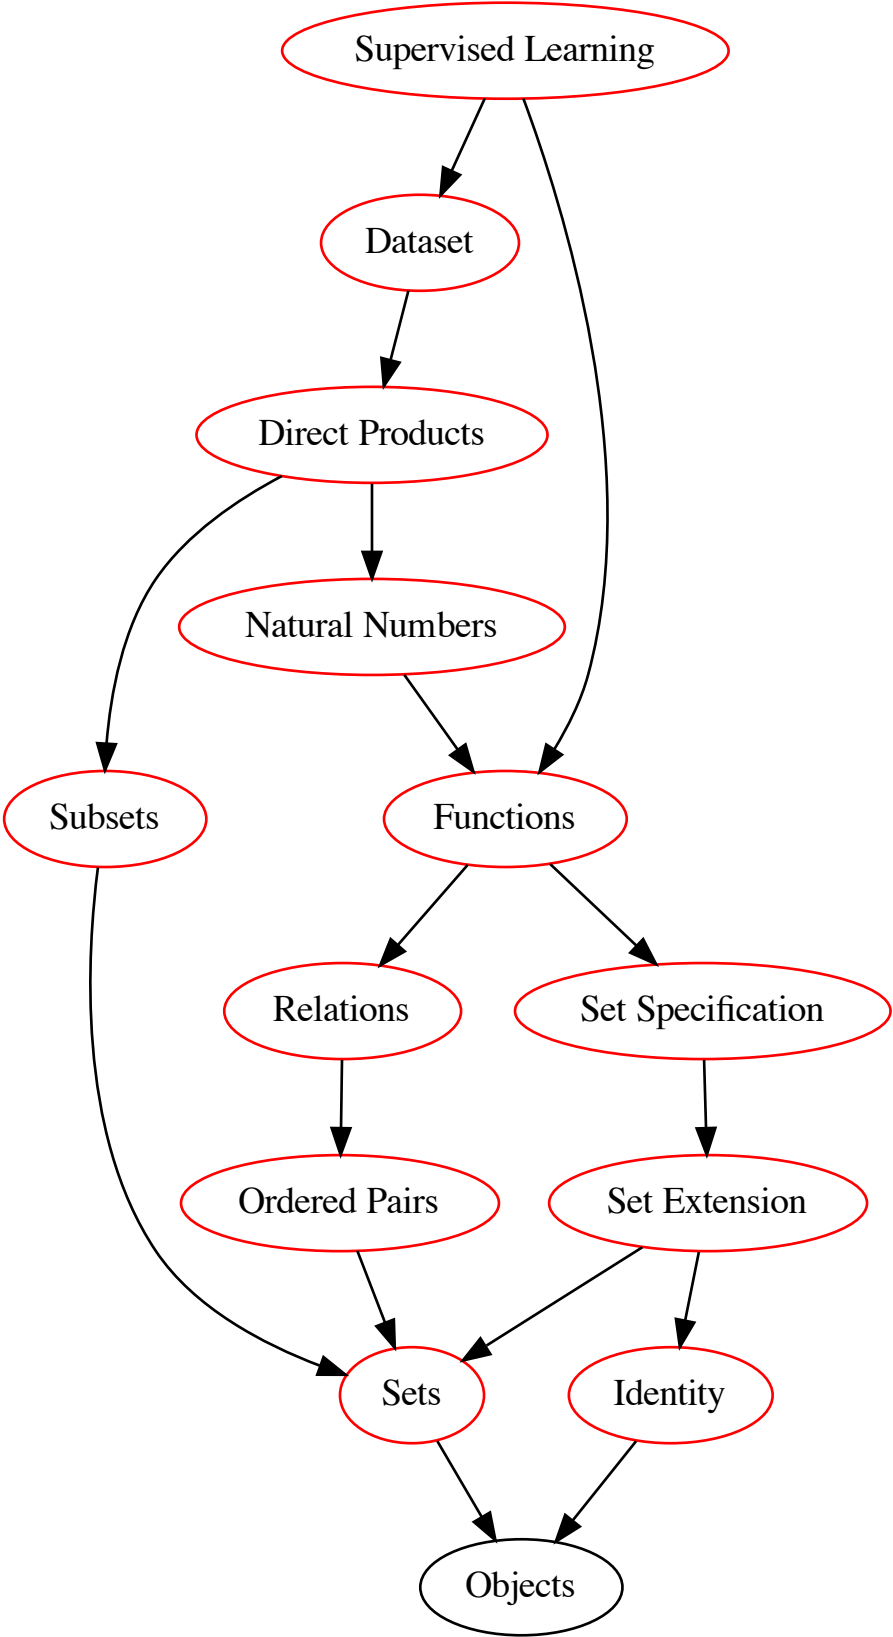 Supervised Learning
Dataset
Direct Products
Natural Numbers
Subsets
Functions
Relations
Set Specification
Ordered Pairs
Set Extension
Sets
Identity
Objects